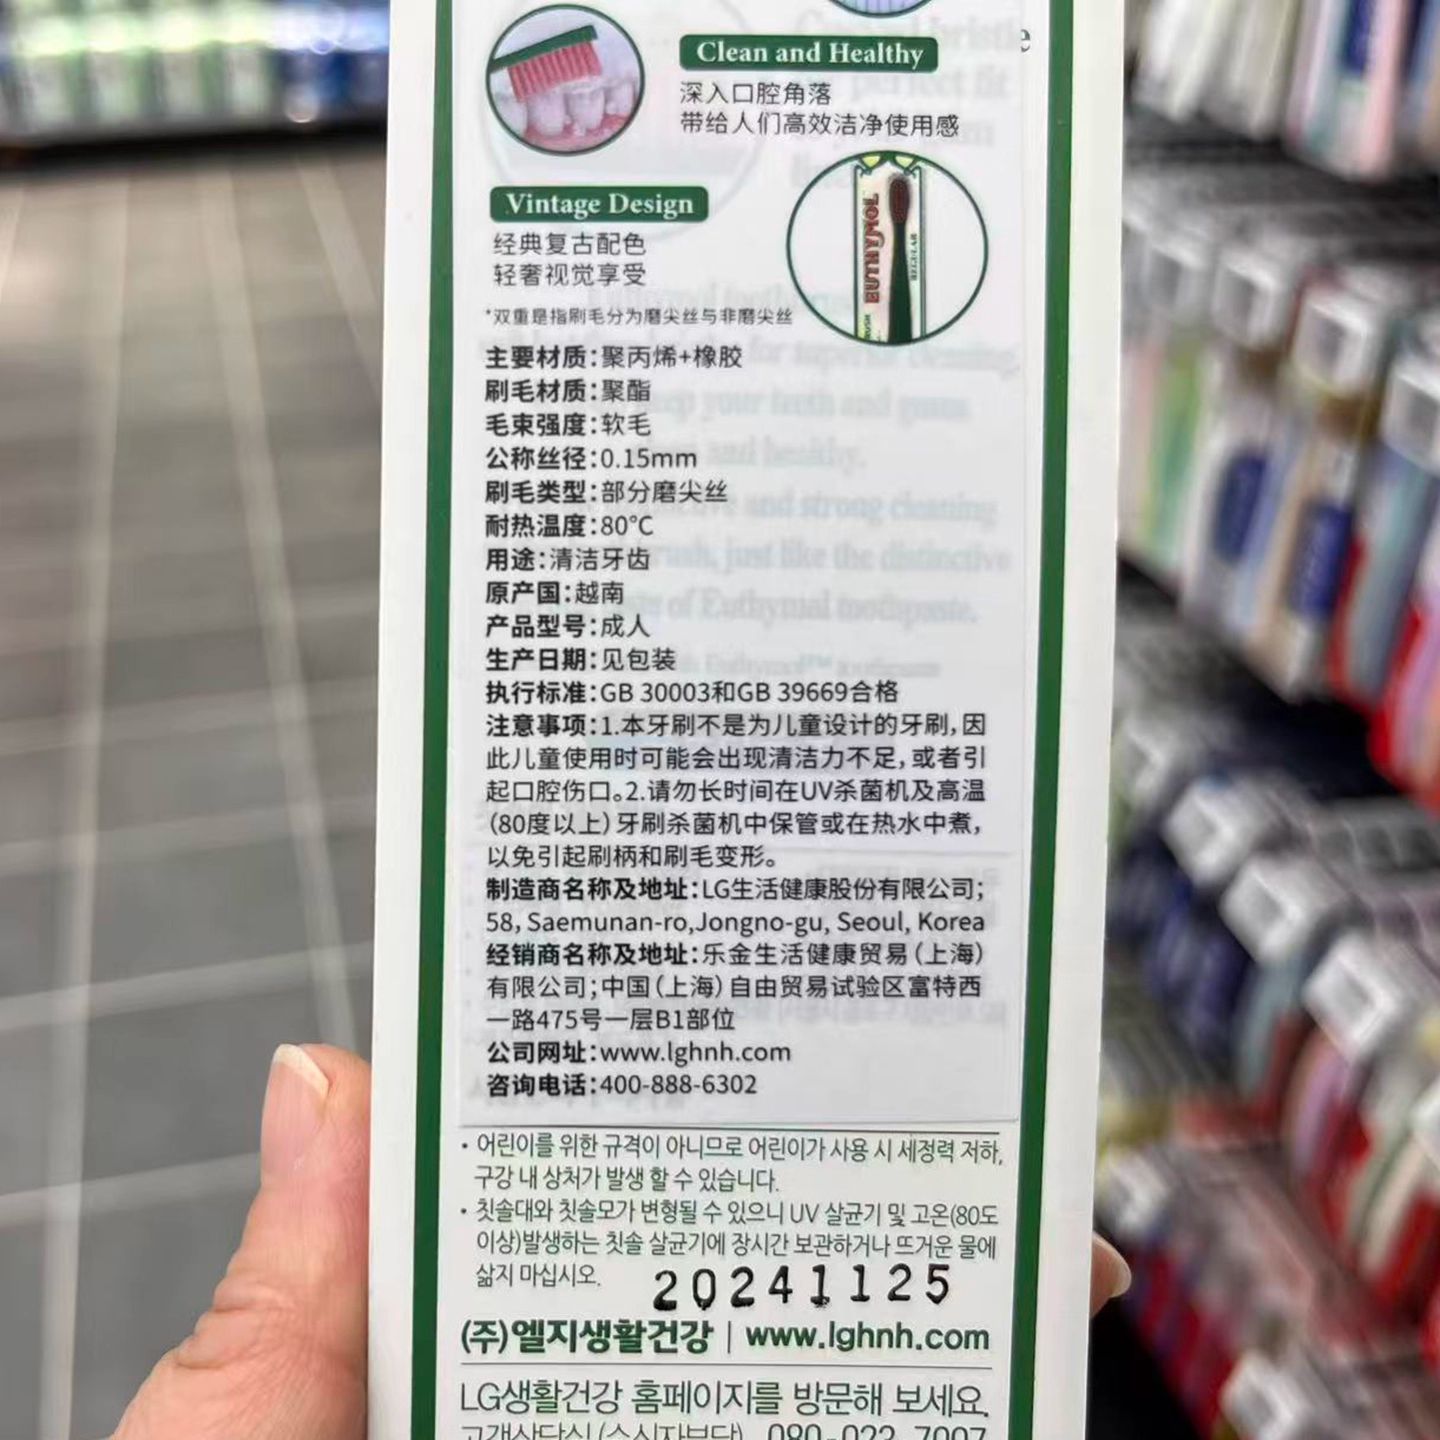 Clean and Healthy
深入口腔角落
带给人们高效洁净使用感
Vintage Design
经典复古配色
轻奢视觉享受
EUTHYMOL
REGULAR
*双重是指刷毛分为磨尖丝与非磨尖丝
主要材质:聚丙烯+橡胶
刷毛材质:聚酯
毛束强度:软毛
公称丝径:0.15mm
刷毛类型:部分磨尖丝
耐热温度:80℃
用途:清洁牙齿
原产国:越南
产品型号:成人
生产日期:见包装
执行标准:GB 30003和GB 39669合格
注意事项:1.本牙刷不是为儿童设计的牙刷,因
此儿童使用时可能会出现清洁力不足,或者引
起口腔伤口。2.请勿长时间在UV杀菌机及高温
(80度以上)牙刷杀菌机中保管或在热水中煮,
以免引起刷柄和刷毛变形。
制造商名称及地址:LG生活健康股份有限公司;
58, Saemunan-ro,Jongno-gu, Seoul, Korea
经销商名称及地址:乐金生活健康贸易(上海)
有限公司;中国(上海)自由贸易试验区富特西
一路475号一层B1部位
公司网址:www.lghnh.com
咨询电话:400-888-6302
• 어린이를 위한 규격이 아니므로 어린이가 사용 시 세정력 저하,
구강 내 상처가 발생 할 수 있습니다.
• 칫솔대와 칫솔모가 변형될 수 있으니 UV 살균기 및 고온(80도
이상)발생하는 칫솔 살균기에 장시간 보관하거나 뜨거운 물에
삶지 마십시오.
20241125
(주)엘지생활건강 | www.lghnh.com
LG생활건강 홈페이지를 방문해 보세요.
고객상담실(수신자부담) 080-023-7007